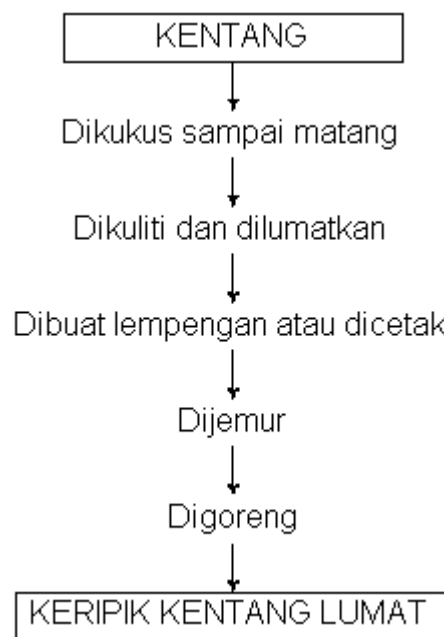 KENTANG
Dikukus sampai matang
Dikuliti dan dilumatkan
Dibuat lempengan atau dicetak
Dijemur
Digoreng
KERIPIK KENTANG LUMAT